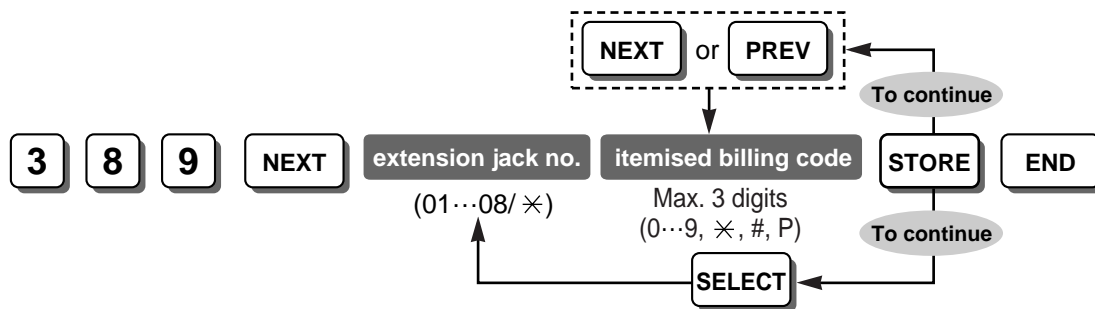 NEXT or PREV
To continue
3 8 9 NEXT extension jack no. itemised billing code STORE END
(01···08/ ✳) Max. 3 digits
(0···9, ✳, #, P)
To continue
SELECT